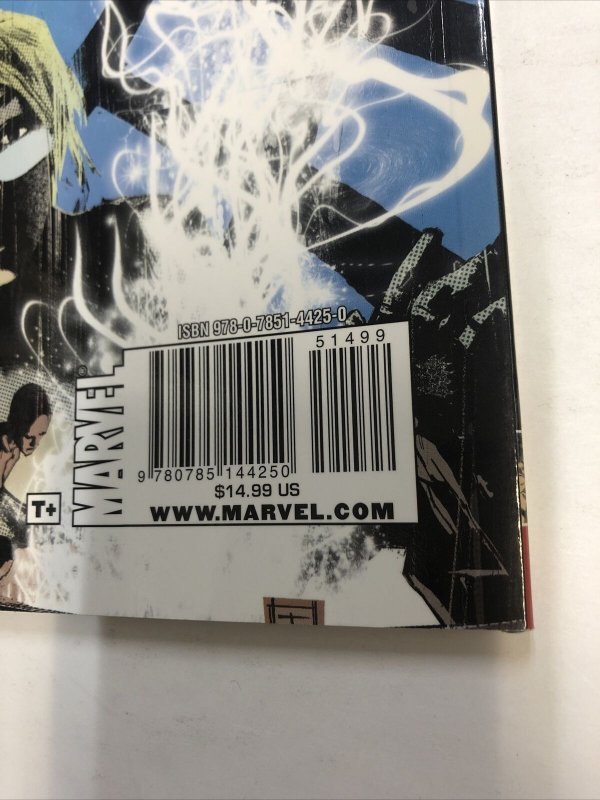 ISBN 978-0-7851-4425-0
51499
MARVEL®
9 780785 144250
$14.99 US
T+
WWW.MARVEL.COM